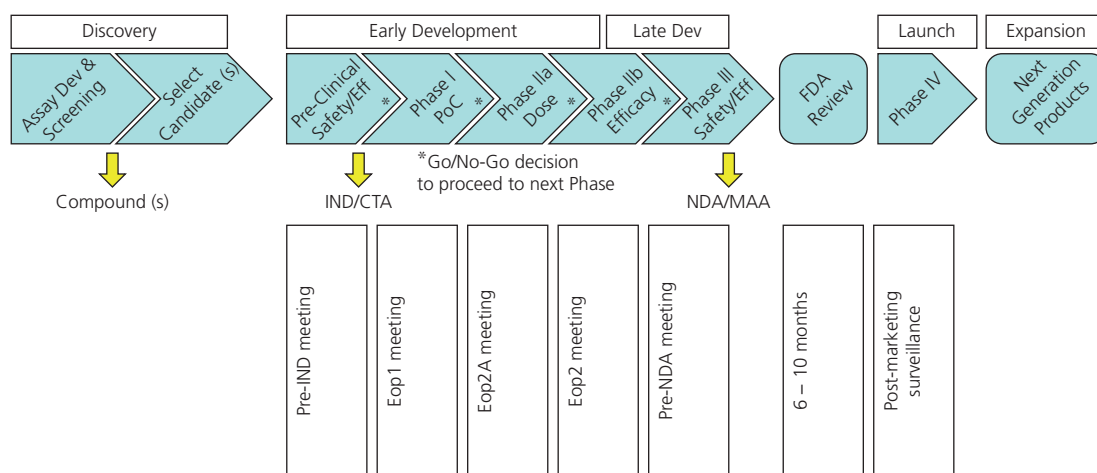 Discovery
Early Development
Late Dev
Launch
Expansion
Assay Dev &
Screening
Select
Candidate (s)
Pre-Clinical
Safety/Eff
*
Phase I
PoC
*
Phase IIa
Dose
*
Phase IIb
Efficacy
*
Phase III
Safety/Eff
FDA
Review
Phase IV
Next
Generation
Products
*Go/No-Go decision
to proceed to next Phase
Compound (s)
IND/CTA
NDA/MAA
Pre-IND meeting
Eop1 meeting
Eop2A meeting
Eop2 meeting
Pre-NDA meeting
6 – 10 months
Post-marketing
surveillance